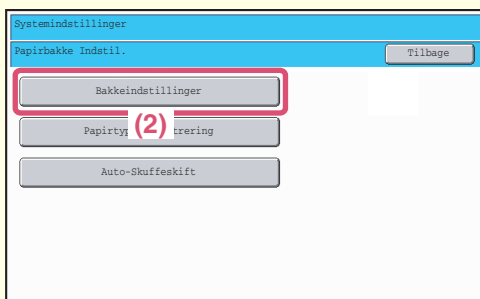 Systemindstillinger
Papirbakke Indstil.
Tilbage
Bakkeindstillinger
(2)
Auto-Skuffeskift